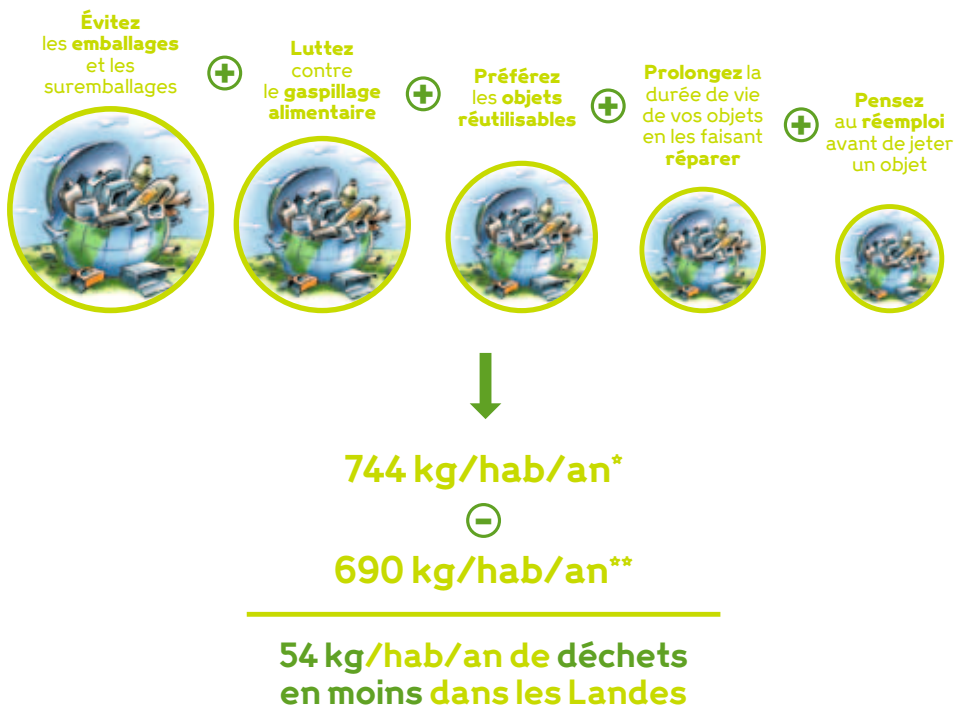 Évitez
les emballages
et les
suremballages
+
Luttez
contre
le gaspillage
alimentaire
+
Préférez
les objets
réutilisables
+
Prolongez la
durée de vie
de vos objets
en les faisant
réparer
+
Pensez
au réemploi
avant de jeter
un objet
744 kg/hab/an*
-
690 kg/hab/an**
54 kg/hab/an de déchets
en moins dans les Landes